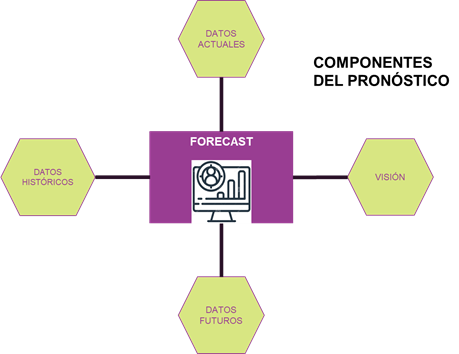 DATOS
ACTUALES
COMPONENTES
DEL PRONÓSTICO
FORECAST
DATOS
HISTÓRICOS
VISIÓN
DATOS
FUTUROS